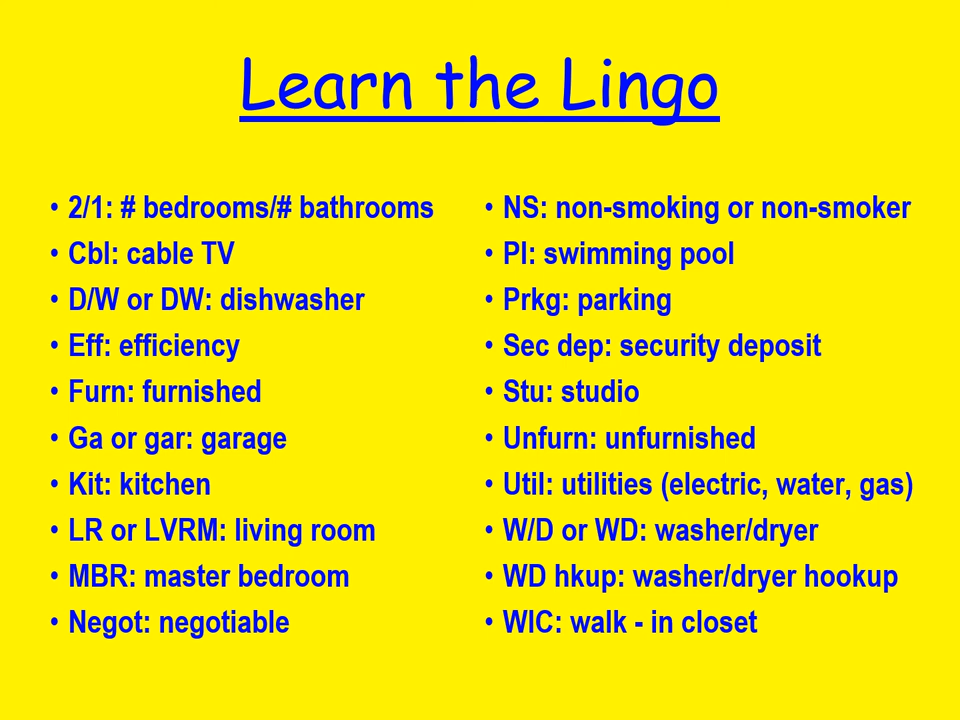 Learn the Lingo
• 2/1: # bedrooms/# bathrooms
• Cbl: cable TV
• D/W or DW: dishwasher
• Eff: efficiency
• Furn: furnished
• Ga or gar: garage
• Kit: kitchen
• LR or LVRM: living room
• MBR: master bedroom
• Negot: negotiable
• NS: non-smoking or non-smoker
• Pl: swimming pool
• Prkg: parking
• Sec dep: security deposit
• Stu: studio
• Unfurn: unfurnished
• Util: utilities (electric, water, gas)
• W/D or WD: washer/dryer
• WD hkup: washer/dryer hookup
• WIC: walk - in closet